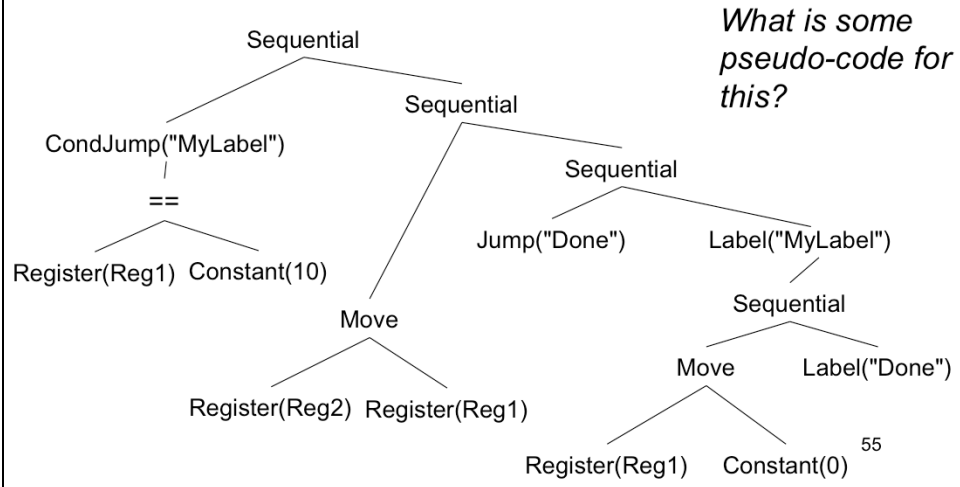 What is some
pseudo-code for
this?
Sequential
Sequential
CondJump("MyLabel")
Sequential
==
Jump("Done") Label("MyLabel")
Register(Reg1) Constant(10)
Sequential
Move
Move Label("Done")
Register(Reg2) Register(Reg1)
55
Register(Reg1) Constant(0)